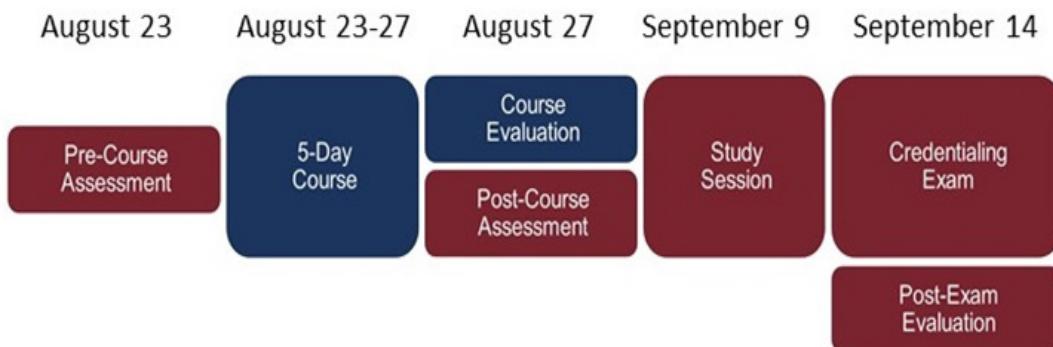 August 23
August 23-27
August 27
September 9
September 14
Pre-Course
Assessment
5-Day
Course
Course
Evaluation
Post-Course
Assessment
Study
Session
Credentialing
Exam
Post-Exam
Evaluation